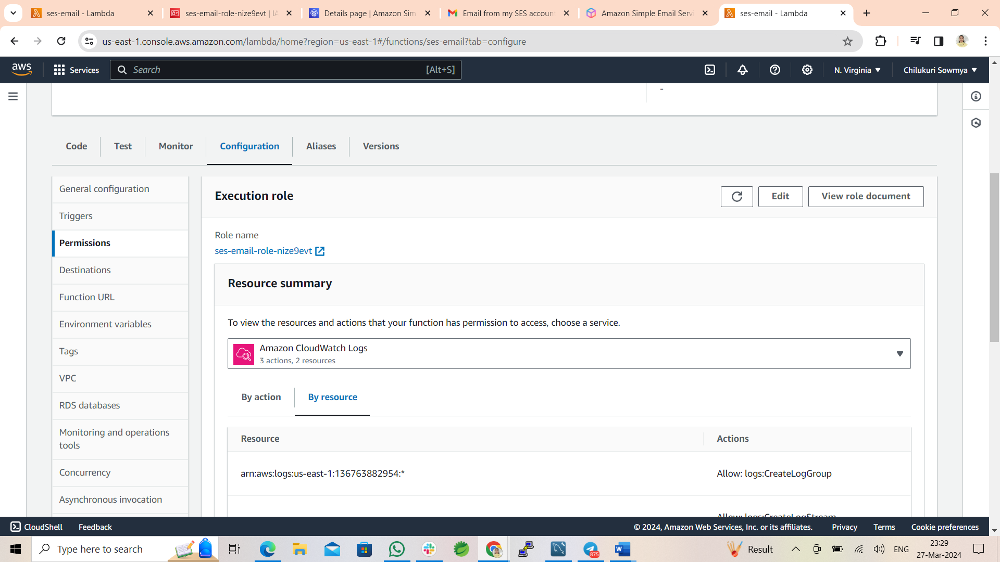 ses-email - Lambda
ses-email-role-nize9evt | IA
Details page | Amazon Sim
Email from my SES account
Amazon Simple Email Servi
ses-email - Lambda
us-east-1.console.aws.amazon.com/lambda/home?region=us-east-1#/functions/ses-email?tab=configure
aws
Services
Search
[Alt+S]
N. Virginia
Chilukuri Sowmya
-
Code
Test
Monitor
Configuration
Aliases
Versions
General configuration
Triggers
Permissions
Destinations
Function URL
Environment variables
Tags
VPC
RDS databases
Monitoring and operations
tools
Concurrency
Asynchronous invocation
Execution role
Edit
View role document
Role name
ses-email-role-nize9evt
Resource summary
To view the resources and actions that your function has permission to access, choose a service.
Amazon CloudWatch Logs
3 actions, 2 resources
By action
By resource
Resource
Actions
arn:aws:logs:us-east-1:136763882954:*
Allow: logs:CreateLogGroup
Allow: logs:CreateLogStream
CloudShell
Feedback
© 2024, Amazon Web Services, Inc. or its affiliates.
Privacy
Terms
Cookie preferences
Type here to search
875
Result
ENG
23:29
27-Mar-2024